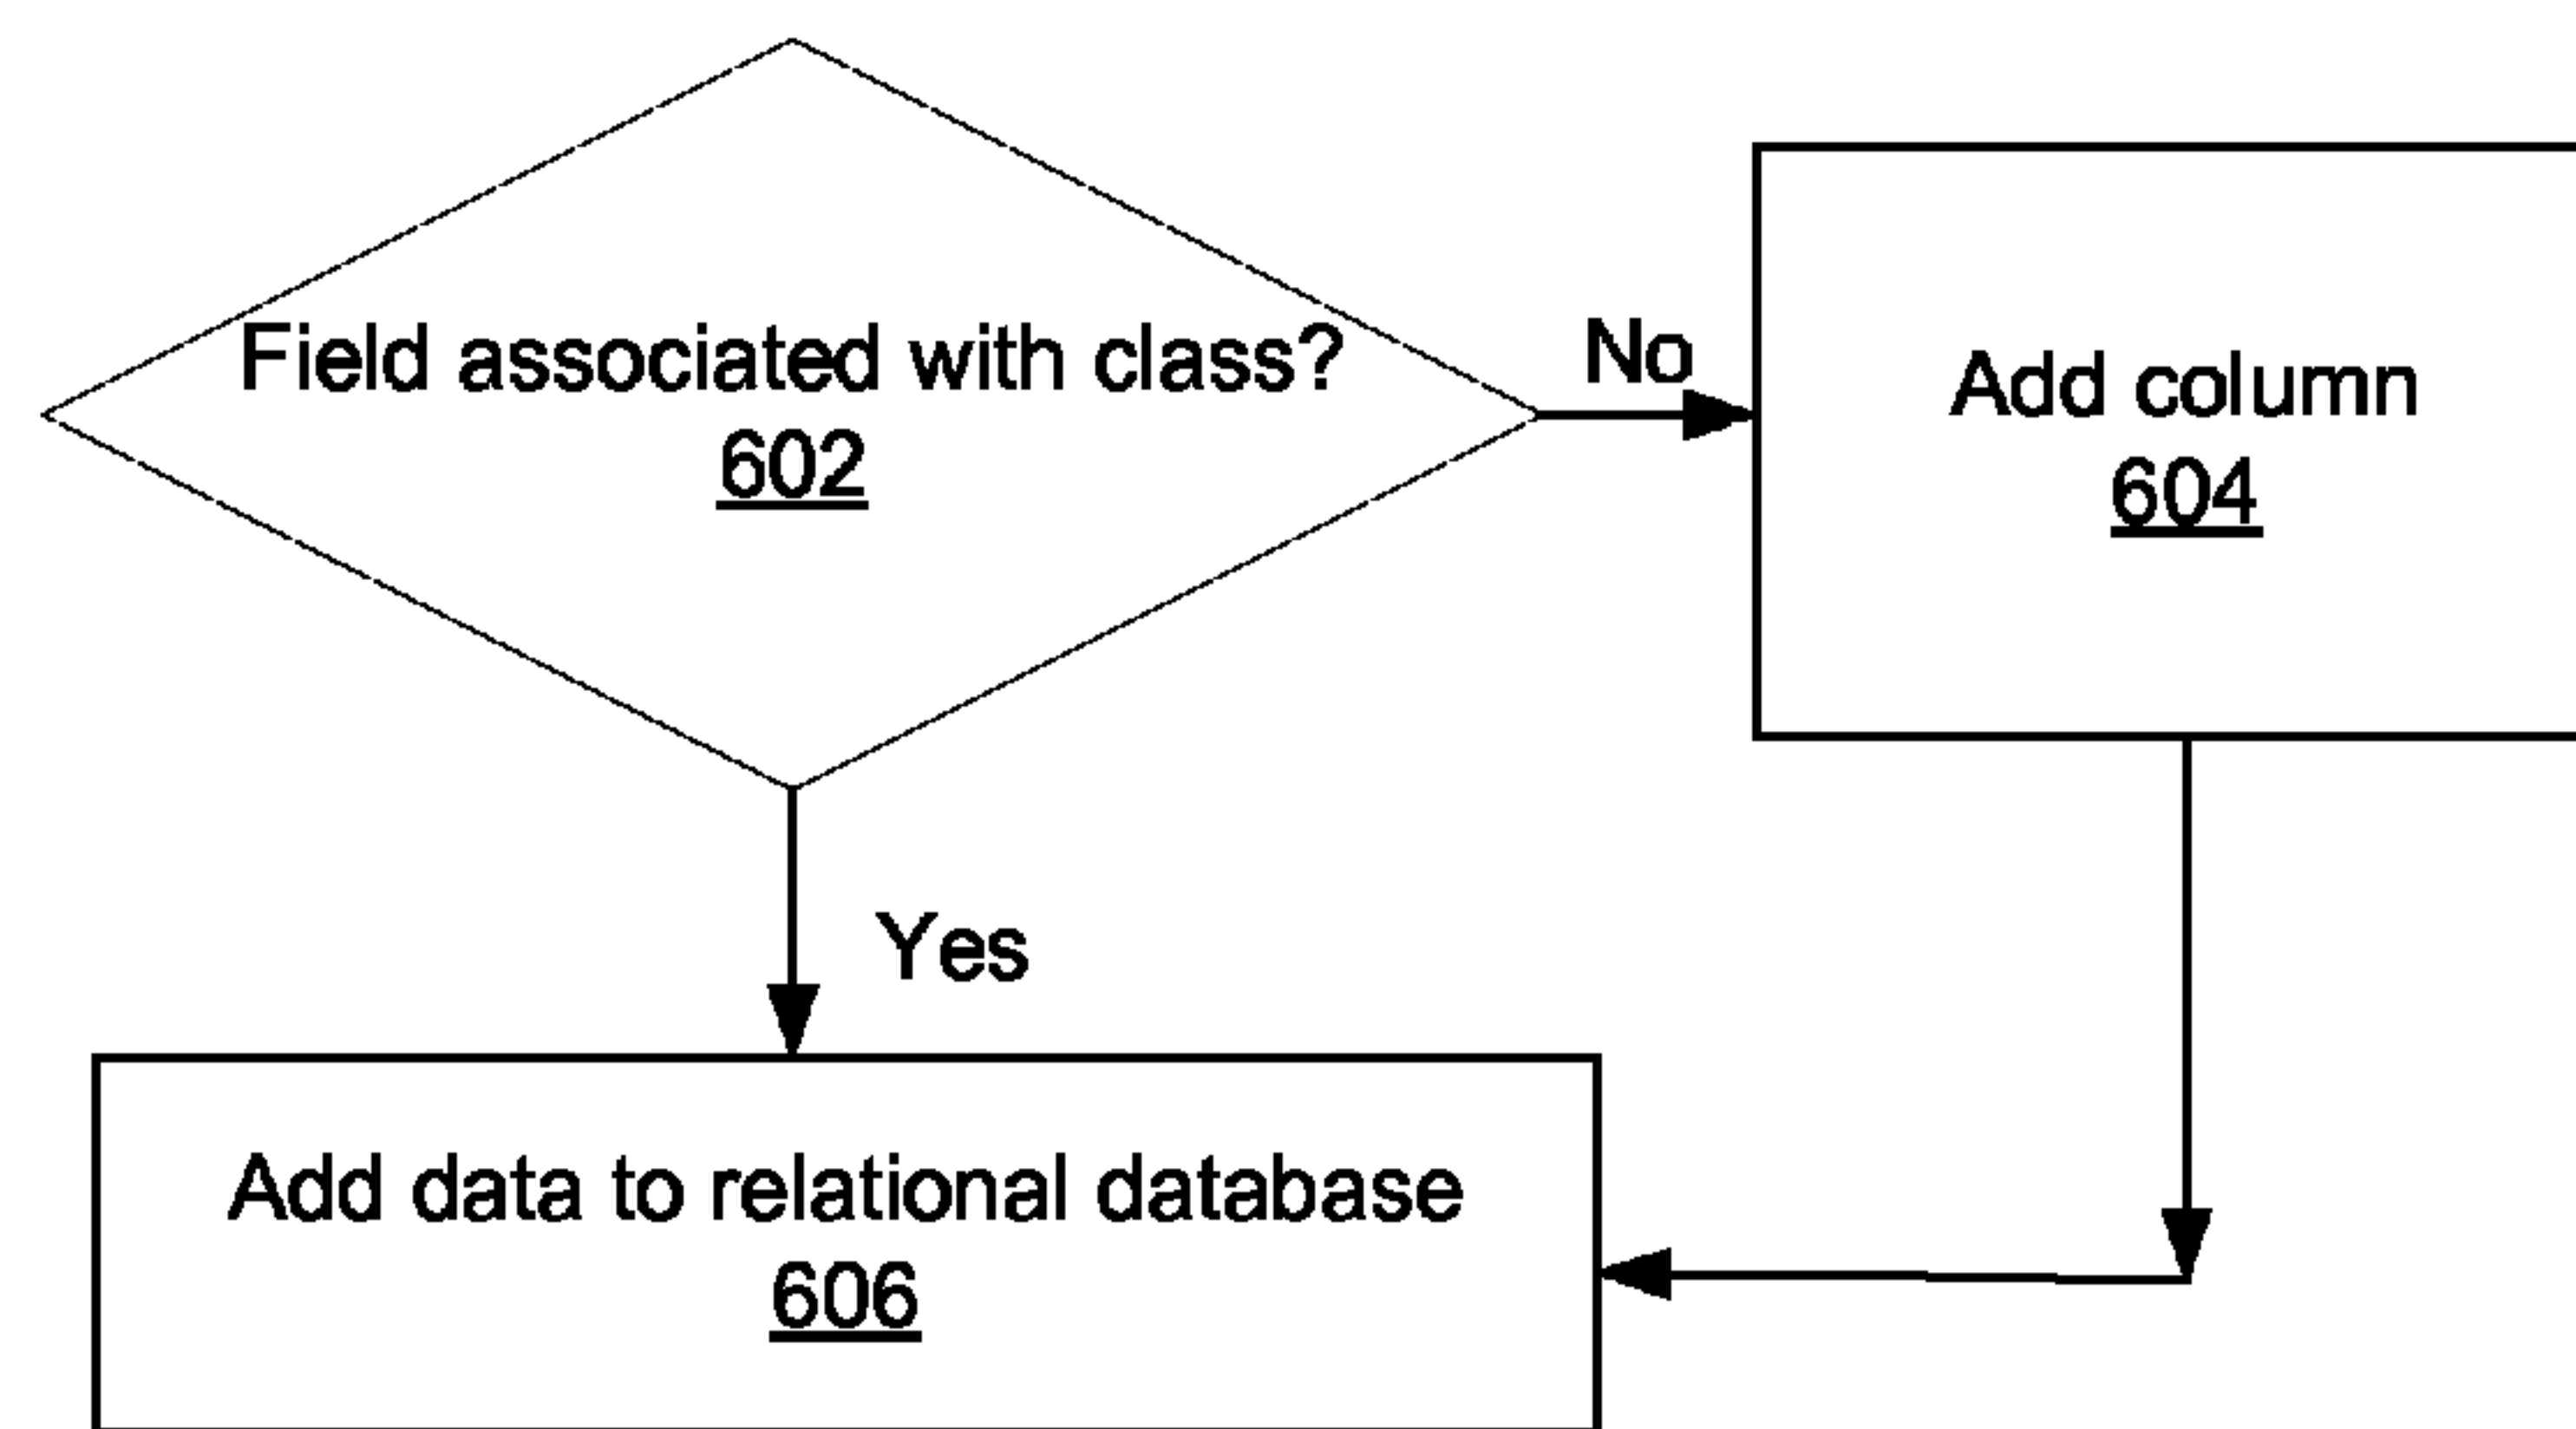 Field associated with class?
602
No
Add column
604
Yes
Add data to relational database
606